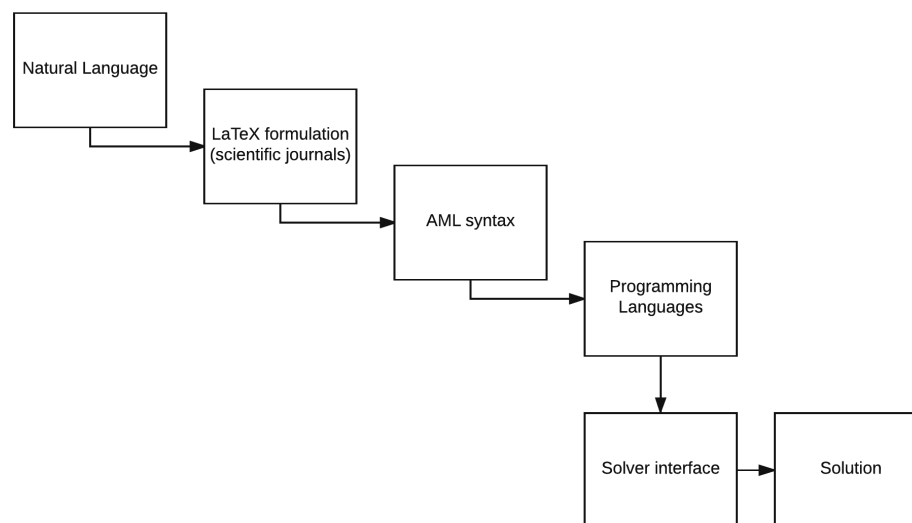 Natural Language
LaTeX formulation
(scientific journals)
AML syntax
Programming
Languages
Solver interface
Solution